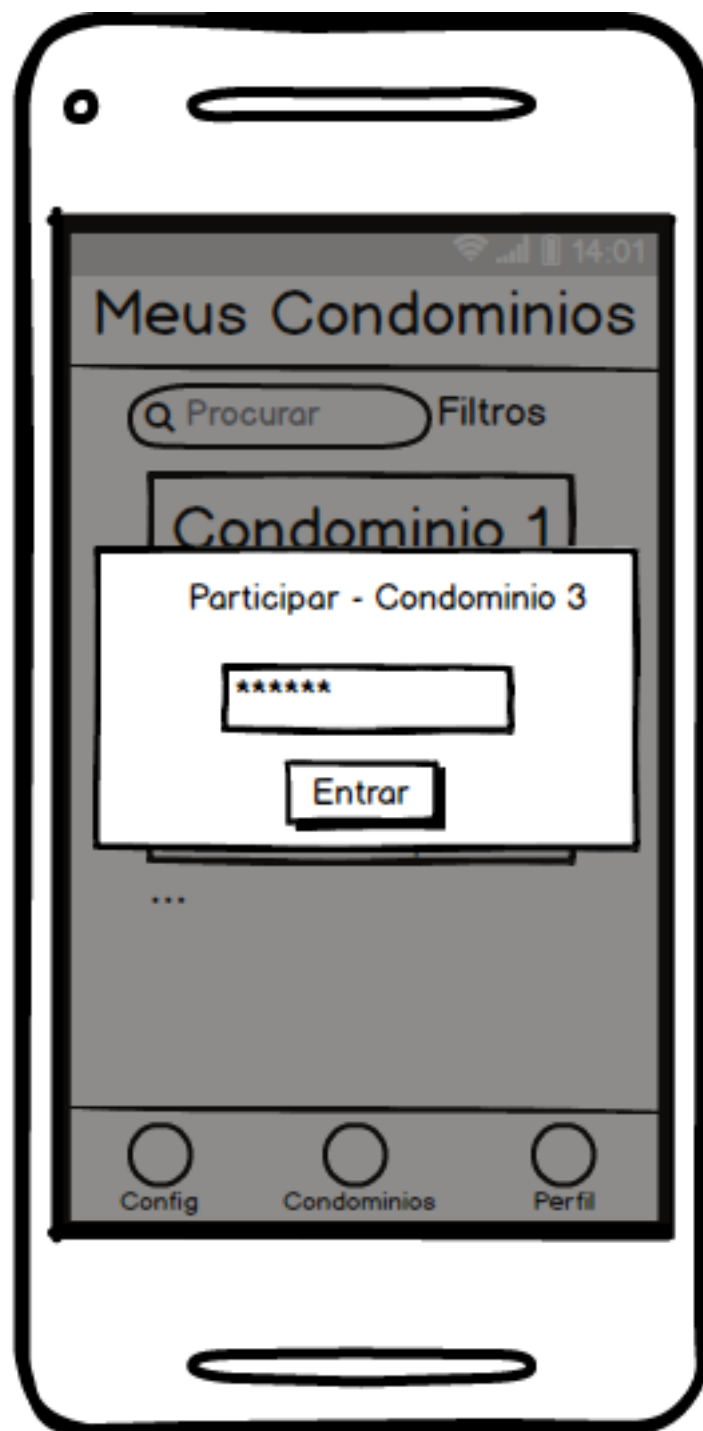 14:01
Meus Condominios
Procurar Filtros
Condominio 1
Participar - Condominio 3
******
Entrar
...
Config Condominios Perfil